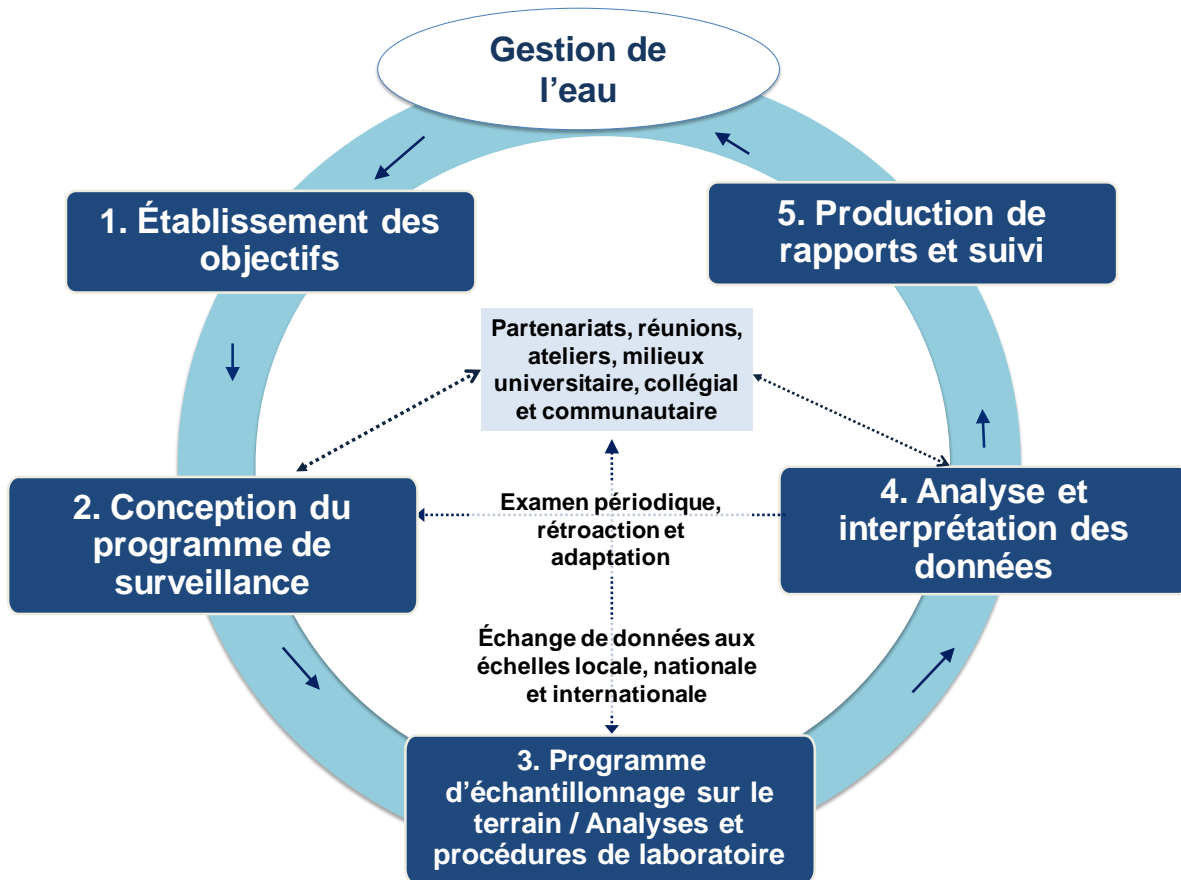 Gestion de
l’eau
1. Établissement des
objectifs
5. Production de
rapports et suivi
Partenariats, réunions,
ateliers, milieux
universitaire, collégial
et communautaire
2. Conception du
programme de
surveillance
Examen périodique,
rétroaction et
adaptation
4. Analyse et
interprétation des
données
Échange de données aux
échelles locale, nationale
et internationale
3. Programme
d’échantillonnage sur le
terrain / Analyses et
procédures de laboratoire